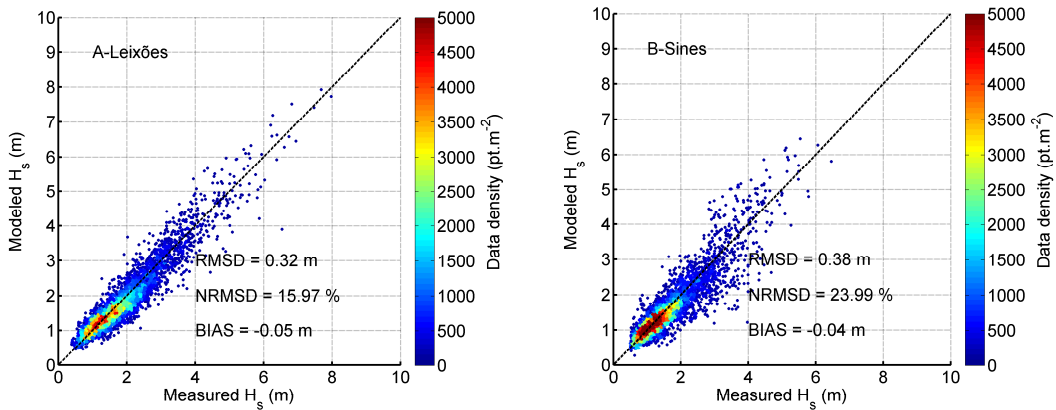 A-Leixões
10
9
8
7
6
5
4
3
2
1
0
Modeled H_s (m)
RMSD = 0.32 m
NRMSD = 15.97 %
BIAS = -0.05 m
0 2 4 6 8 10
Measured H_s (m)
5000
4500
4000
3500
3000
2500
2000
1500
1000
500
0
Data density (pt.m⁻²)
B-Sines
10
9
8
7
6
5
4
3
2
1
0
Modeled H_s (m)
RMSD = 0.38 m
NRMSD = 23.99 %
BIAS = -0.04 m
0 2 4 6 8 10
Measured H_s (m)
5000
4500
4000
3500
3000
2500
2000
1500
1000
500
0
Data density (pt.m⁻²)